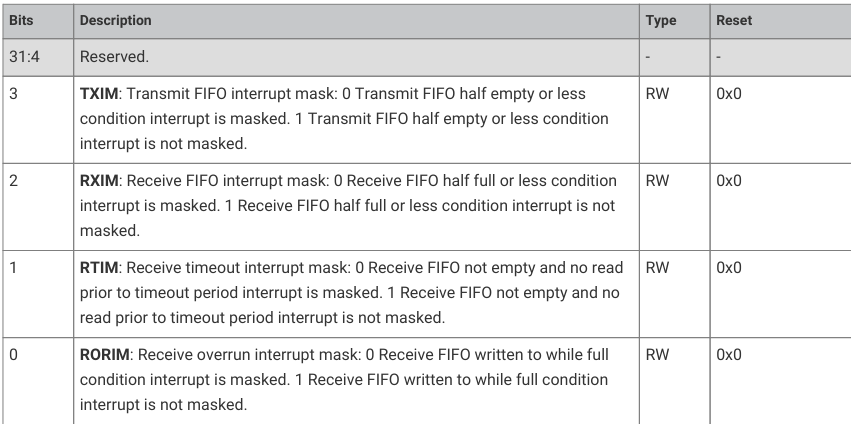 Bits Description Type Reset
31:4 Reserved. - -
3 TXIM: Transmit FIFO interrupt mask: 0 Transmit FIFO half empty or less RW 0x0
condition interrupt is masked. 1 Transmit FIFO half empty or less condition
interrupt is not masked.
2 RXIM: Receive FIFO interrupt mask: 0 Receive FIFO half full or less condition RW 0x0
interrupt is masked. 1 Receive FIFO half full or less condition interrupt is not
masked.
1 RTIM: Receive timeout interrupt mask: 0 Receive FIFO not empty and no read RW 0x0
prior to timeout period interrupt is masked. 1 Receive FIFO not empty and no
read prior to timeout period interrupt is not masked.
0 RORIM: Receive overrun interrupt mask: 0 Receive FIFO written to while full RW 0x0
condition interrupt is masked. 1 Receive FIFO written to while full condition
interrupt is not masked.